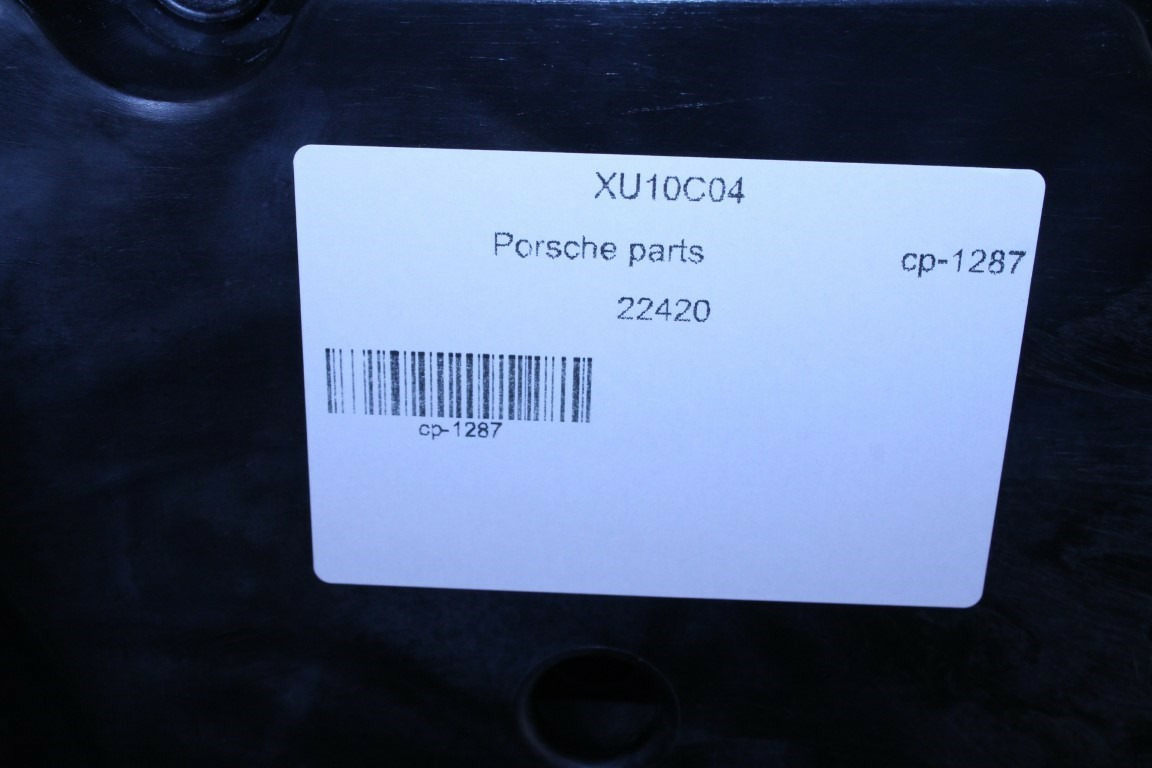 XU10C04
Porsche parts cp-1287
22420
cp-1287